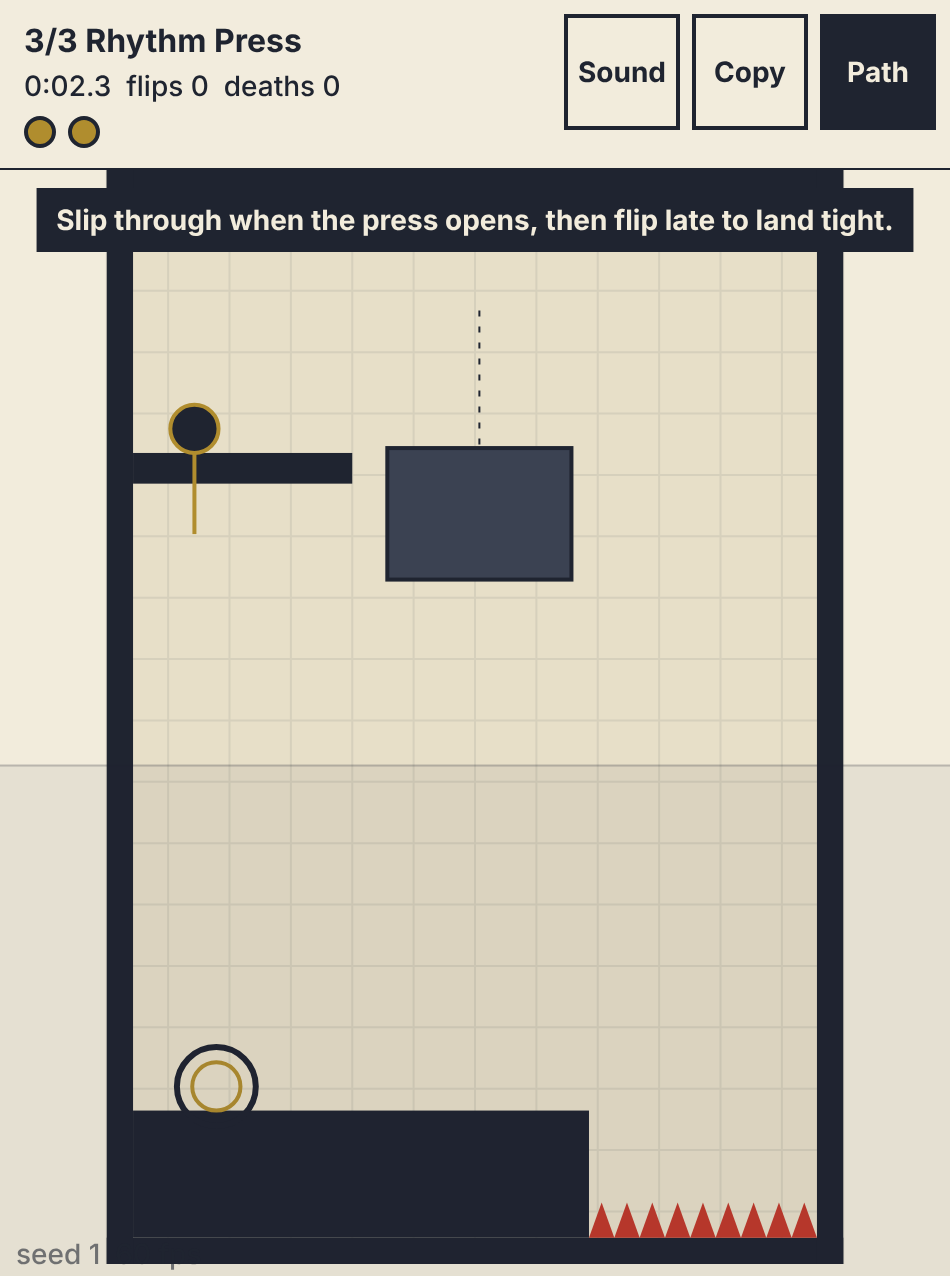 3/3 Rhythm Press
Sound
Copy
Path
0:02.3 flips 0 deaths 0
Slip through when the press opens, then flip late to land tight.
seed 1